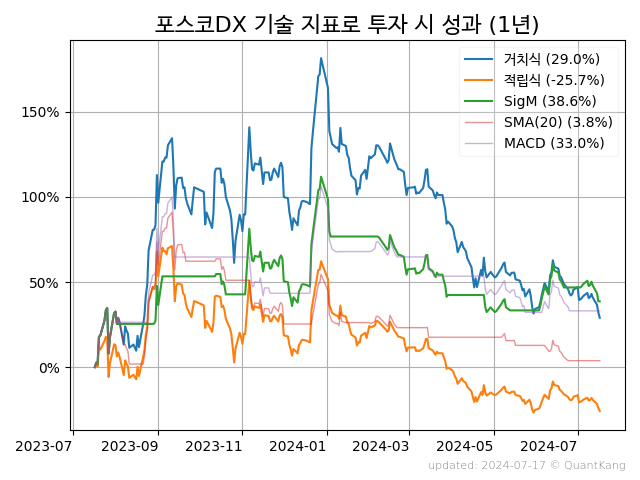 포스코DX 기술 지표로 투자 시 성과 (1년)
거치식 (29.0%)
적립식 (-25.7%)
SigM (38.6%)
SMA(20) (3.8%)
MACD (33.0%)
150%
100%
50%
0%
2023-07 2023-09 2023-11 2024-01 2024-03 2024-05 2024-07
updated: 2024-07-17 © QuantKang